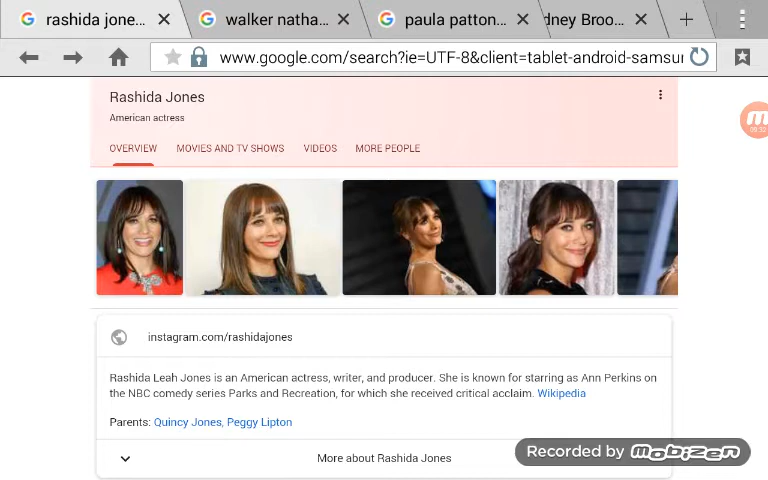 rashida jone... walker natha... paula patton... dney Broo...
www.google.com/search?ie=UTF-8&client=tablet-android-samsu
Rashida Jones
American actress
OVERVIEW MOVIES AND TV SHOWS VIDEOS MORE PEOPLE
instagram.com/rashidajones
Rashida Leah Jones is an American actress, writer, and producer. She is known for starring as Ann Perkins on
the NBC comedy series Parks and Recreation, for which she received critical acclaim. Wikipedia
Parents: Quincy Jones, Peggy Lipton
More about Rashida Jones
Recorded by mobizen